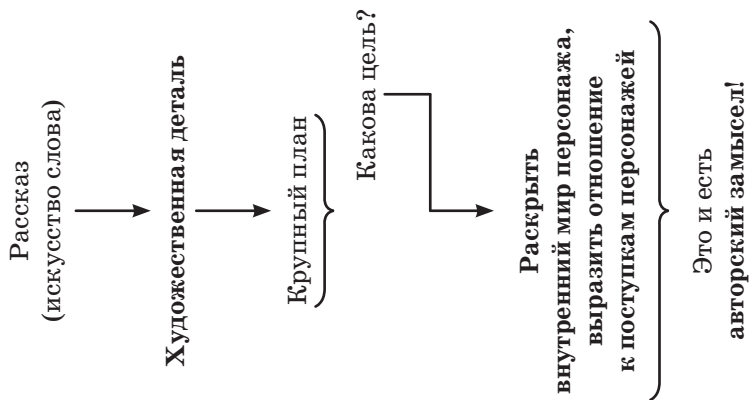 Рассказ
(искусство слова)
Художественная деталь
Крупный план
Какова цель?
Раскрыть
внутренний мир персонажа,
выразить отношение
к поступкам персонажей
Это и есть
авторский замысел!